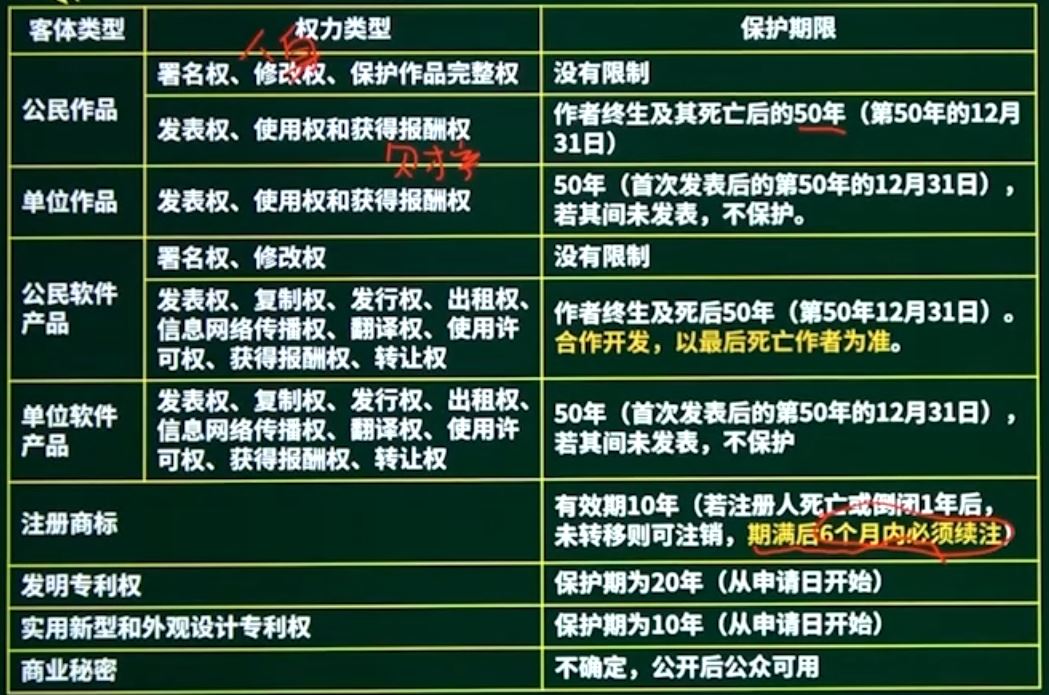 客体类型 权力类型 保护期限
公民作品
署名权、修改权、保护作品完整权 没有限制
发表权、使用权和获得报酬权
作者终生及其死亡后的50年（第50年的12月
31日）
单位作品 发表权、使用权和获得报酬权
50年（首次发表后的第50年的12月31日），
若其间未发表，不保护。
公民软件
产品
署名权、修改权 没有限制
发表权、复制权、发行权、出租权、
信息网络传播权、翻译权、使用许
可权、获得报酬权、转让权
作者终生及死后50年（第50年12月31日）。
合作开发，以最后死亡作者为准。
单位软件
产品
发表权、复制权、发行权、出租权、
信息网络传播权、翻译权、使用许
可权、获得报酬权、转让权
50年（首次发表后的第50年的12月31日），
若其间未发表，不保护
注册商标
有效期10年（若注册人死亡或倒闭1年后，
未转移则可注销，期满后6个月内必须续注）
发明专利权 保护期为20年（从申请日开始）
实用新型和外观设计专利权 保护期为10年（从申请日开始）
商业秘密 不确定，公开后公众可用